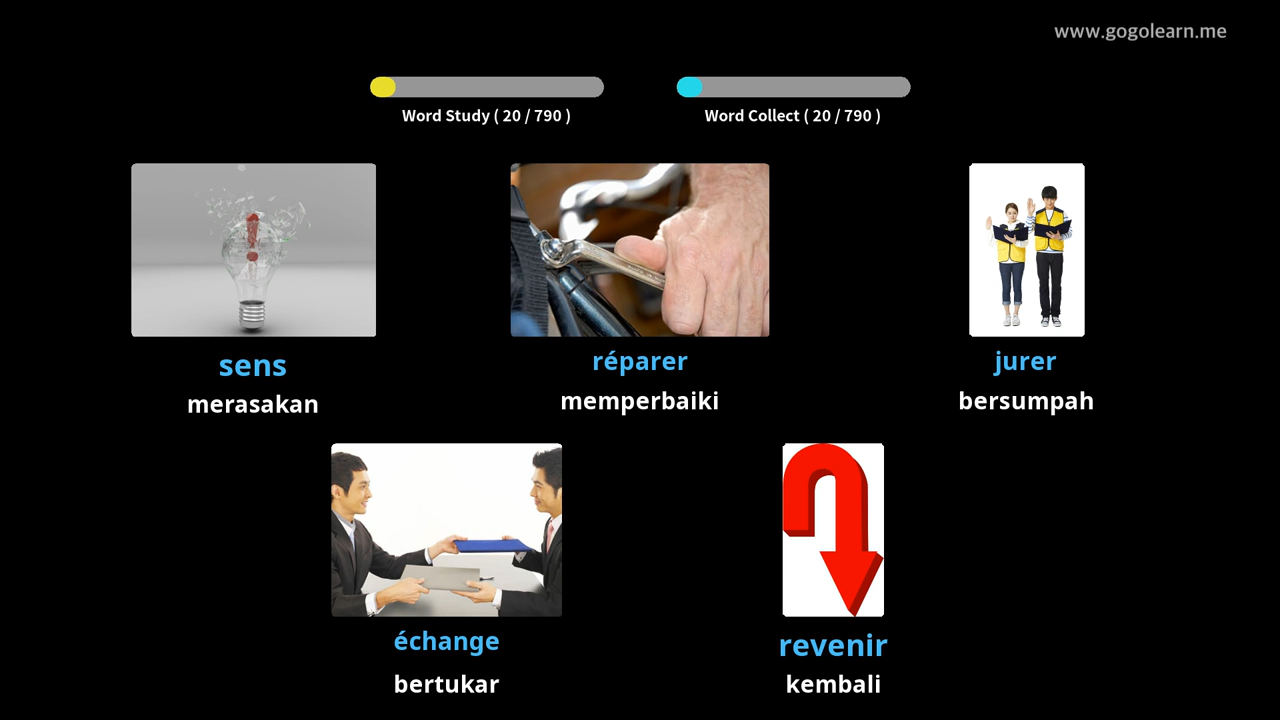 www.gogolearn.me
Word Study ( 20 / 790 )
Word Collect ( 20 / 790 )
sens
merasakan
réparer
memperbaiki
jurer
bersumpah
échange
bertukar
revenir
kembali